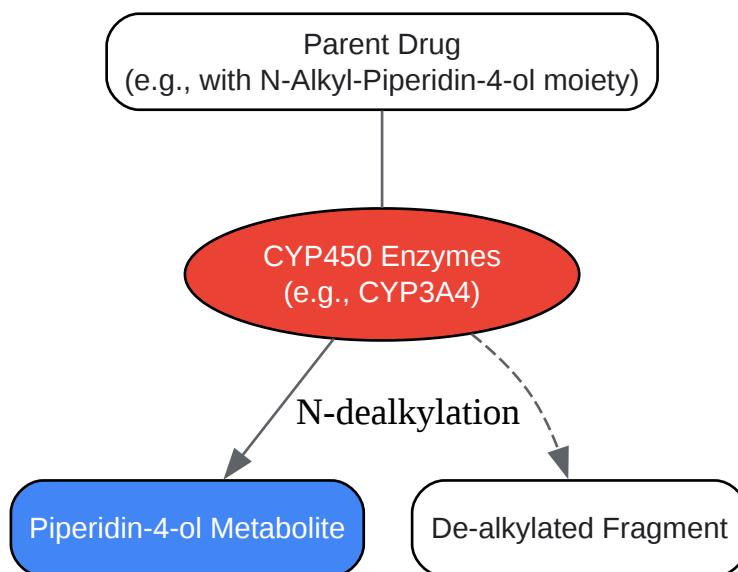 Parent Drug
(e.g., with N-Alkyl-Piperidin-4-ol moiety)
CYP450 Enzymes
(e.g., CYP3A4)
N-dealkylation
Piperidin-4-ol Metabolite
De-alkylated Fragment